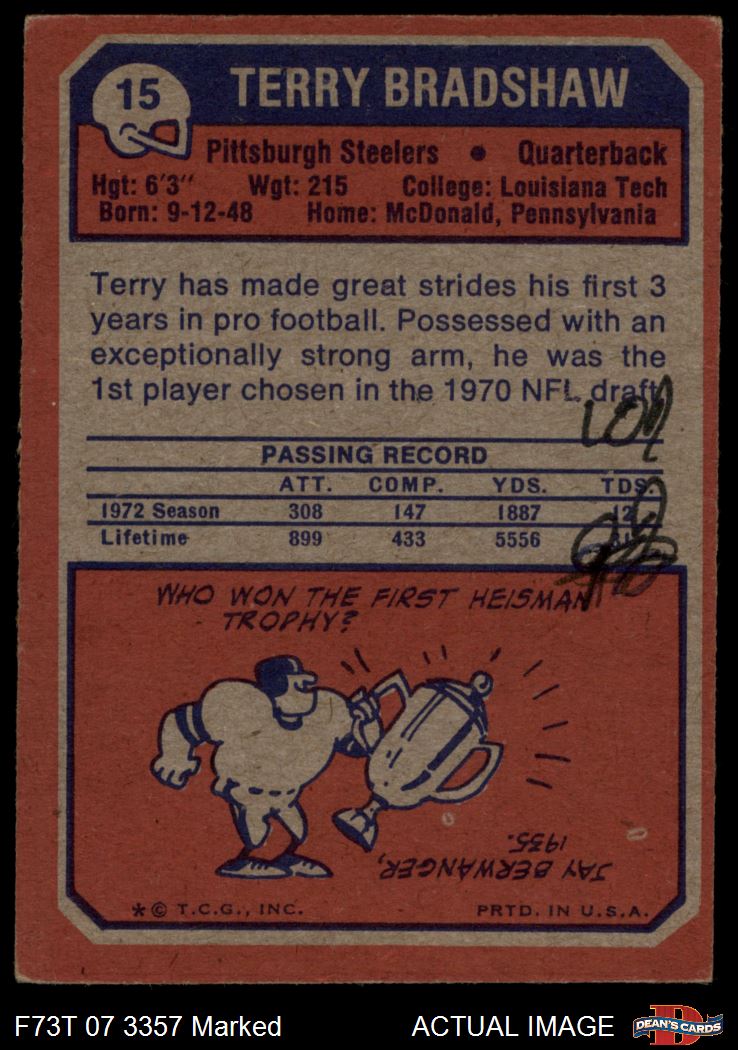 15
TERRY BRADSHAW
Pittsburgh Steelers • Quarterback
Hgt: 6'3'' Wgt: 215 College: Louisiana Tech
Born: 9-12-48 Home: McDonald, Pennsylvania
Terry has made great strides his first 3
years in pro football. Possessed with an
exceptionally strong arm, he was the
1st player chosen in the 1970 NFL draft.
PASSING RECORD
ATT. COMP. YDS. TDS.
1972 Season 308 147 1887 12
Lifetime 899 433 5556
WHO WON THE FIRST HEISMAN
TROPHY?
JAY BERWANGER,
1935.
*© T.C.G., INC. PRTD. IN U.S.A.
F73T 07 3357 Marked ACTUAL IMAGE DEAN'S CARDS